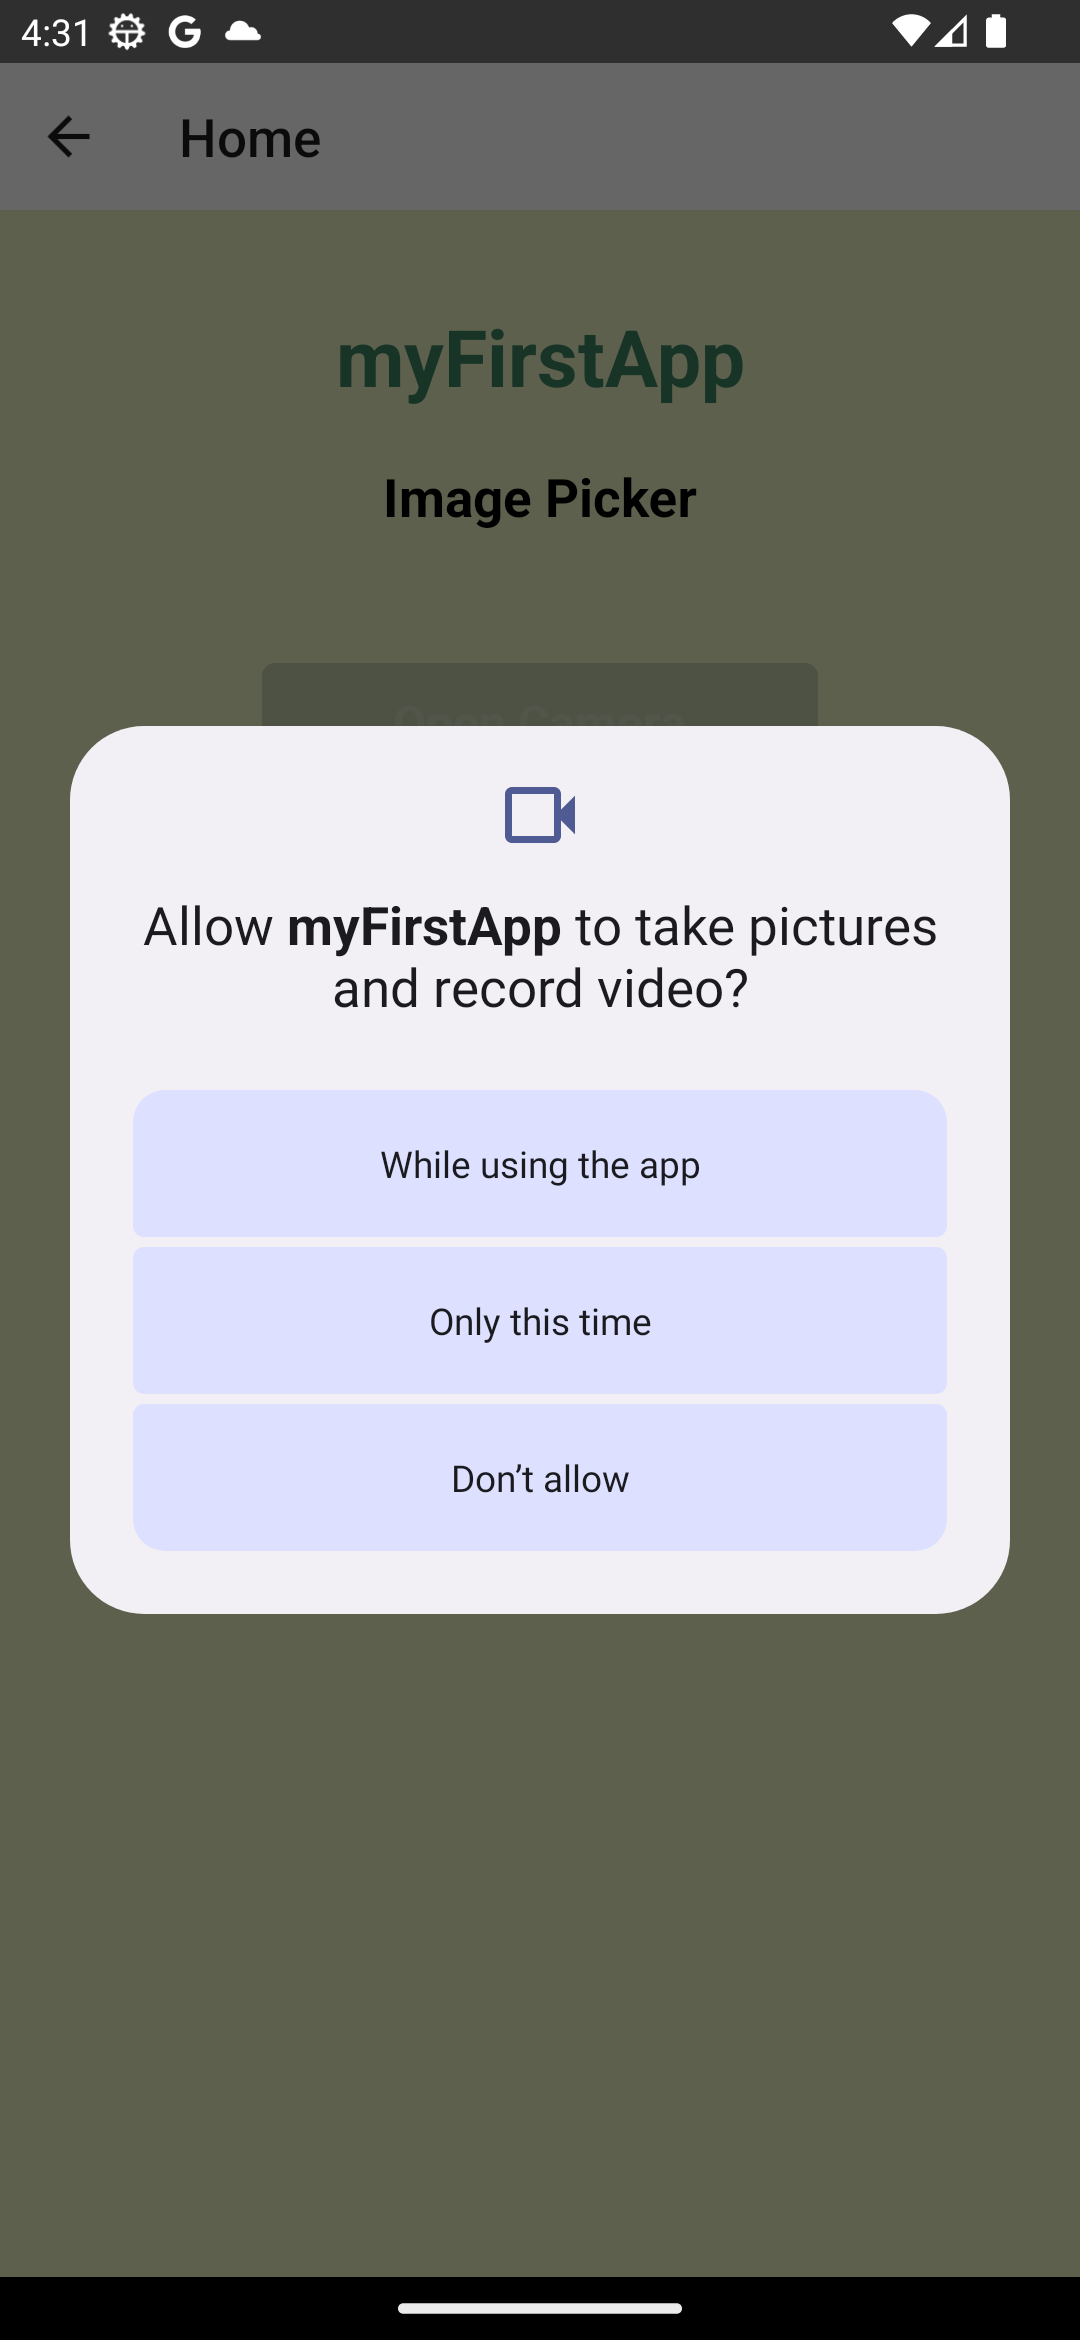 4:31
Home
myFirstApp
Image Picker
Open Camera
Allow myFirstApp to take pictures
and record video?
While using the app
Only this time
Don’t allow